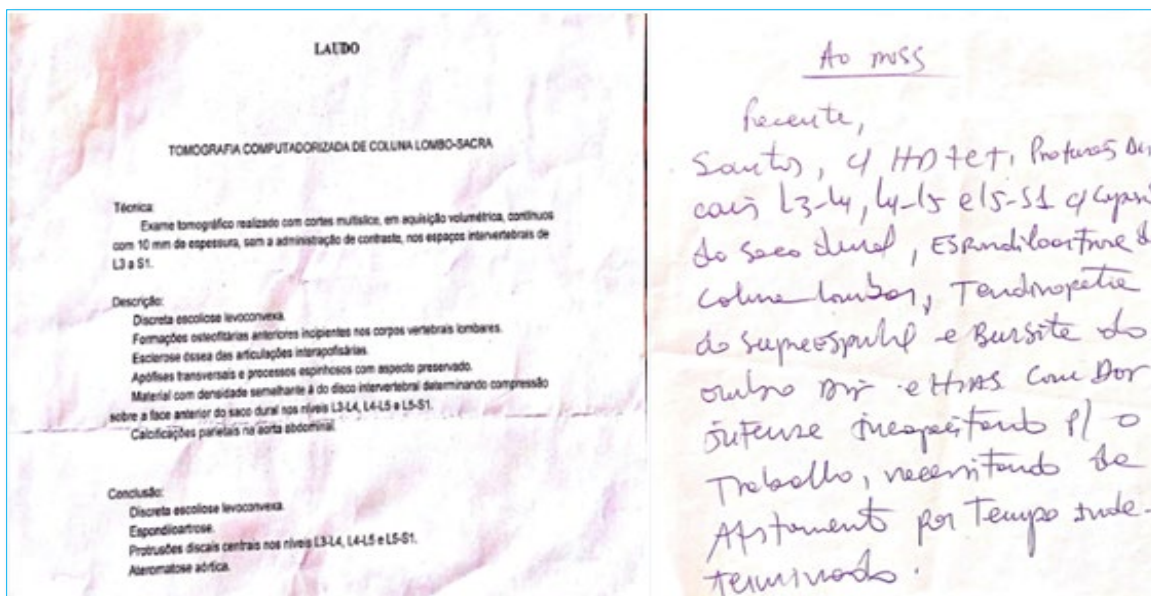 LAUDO
TOMOGRAFIA COMPUTADORIZADA DE COLUNA LOMBO-SACRA
Técnica:
Exame tomográfico realizado com cortes multislice, em aquisição volumétrica, contínuos
com 10 mm de espessura, sem a administração de contraste, nos espaços intervertebrais de
L3 a S1.
Descrição:
Discreta escoliose levoconvexa.
Formações osteofitárias anteriores incipientes nos corpos vertebrais lombares.
Esclerose óssea das articulações interapofisárias.
Apófises transversais e processos espinhosos com aspecto preservado.
Material com densidade semelhante à do disco intervertebral determinando compressão
sobre a face anterior do saco dural nos níveis L3-L4, L4-L5 e L5-S1.
Calcificações parietais na aorta abdominal.
Conclusão:
Discreta escoliose levoconvexa.
Espondiloartrose.
Protrusões discais centrais nos níveis L3-L4, L4-L5 e L5-S1.
Ateromatose aórtica.
Ao
Santos, c/
cais L3-L4, L4-L5 e L5-S1 c/
do saco dural, Espondiloartrose
coluna lombar, Tendinopatia
do supraespinhal e Bursite do
ombro Dir e HAS com Dor
intensa incapacitando p/ o
Trabalho, necessitando de
Afastamento por Tempo inde-
terminado.